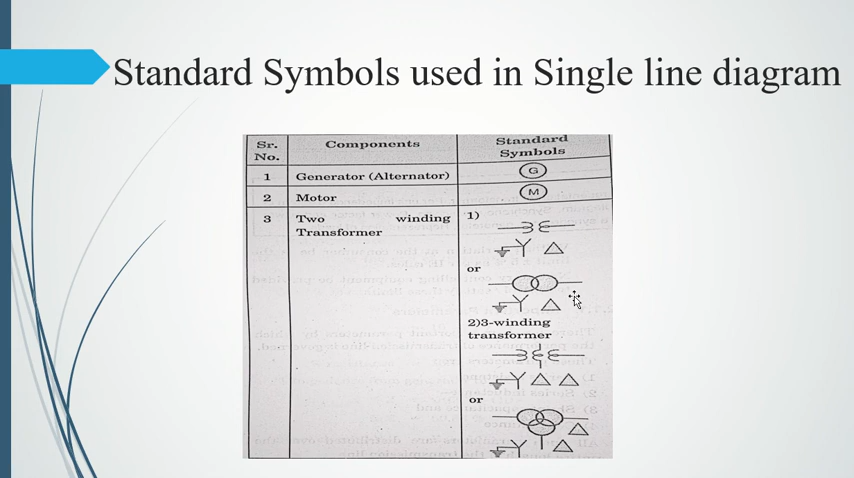 Standard Symbols used in Single line diagram
Sr. No. Components Standard Symbols
1 Generator (Alternator) G
2 Motor M
3 Two winding Transformer 1)
or
2)3-winding
transformer
or